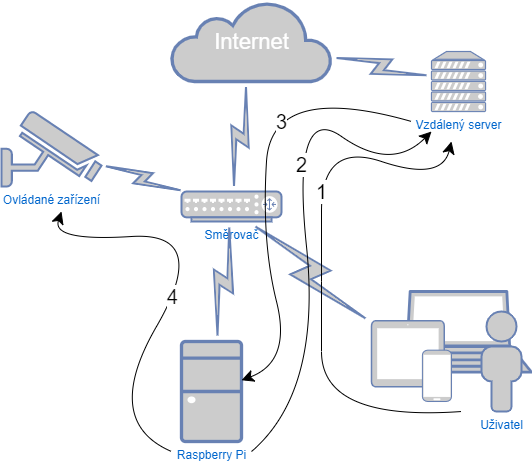 Internet
3
Vzdálený server
2
1
Ovládané zařízení
Směrovač
4
Raspberry Pi
Uživatel